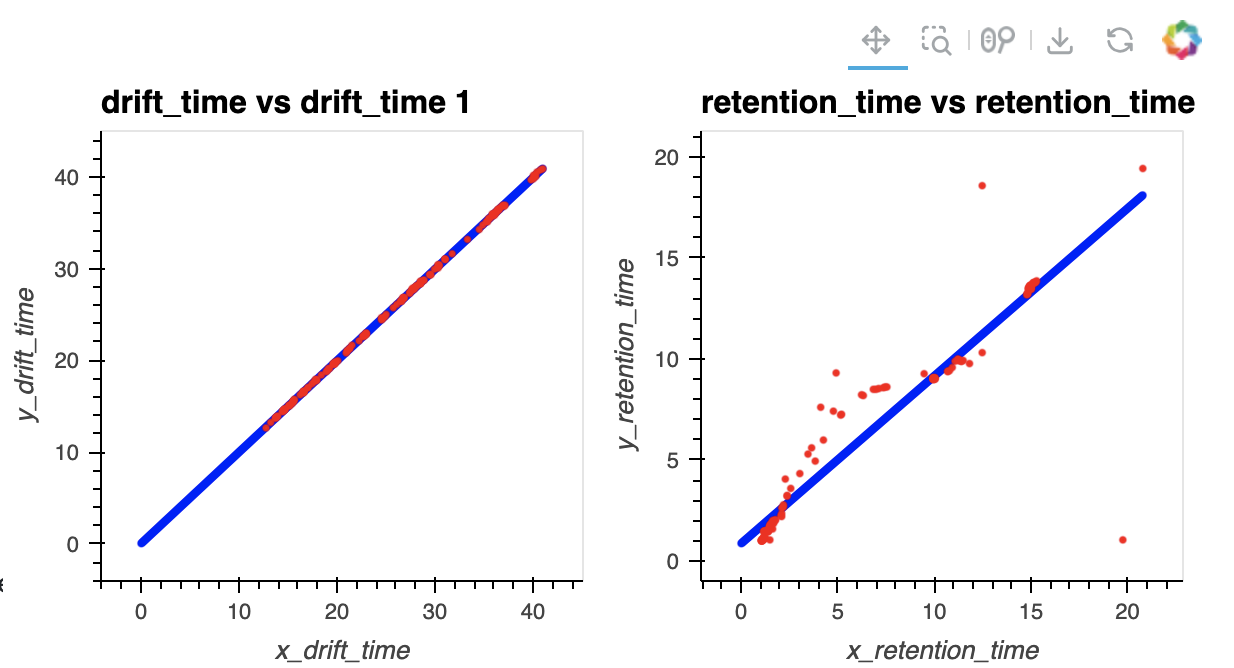 drift_time vs drift_time 1
40
30
20
10
0
y_drift_time
0 10 20 30 40
x_drift_time
retention_time vs retention_time
20
15
10
5
0
y_retention_time
0 5 10 15 20
x_retention_time